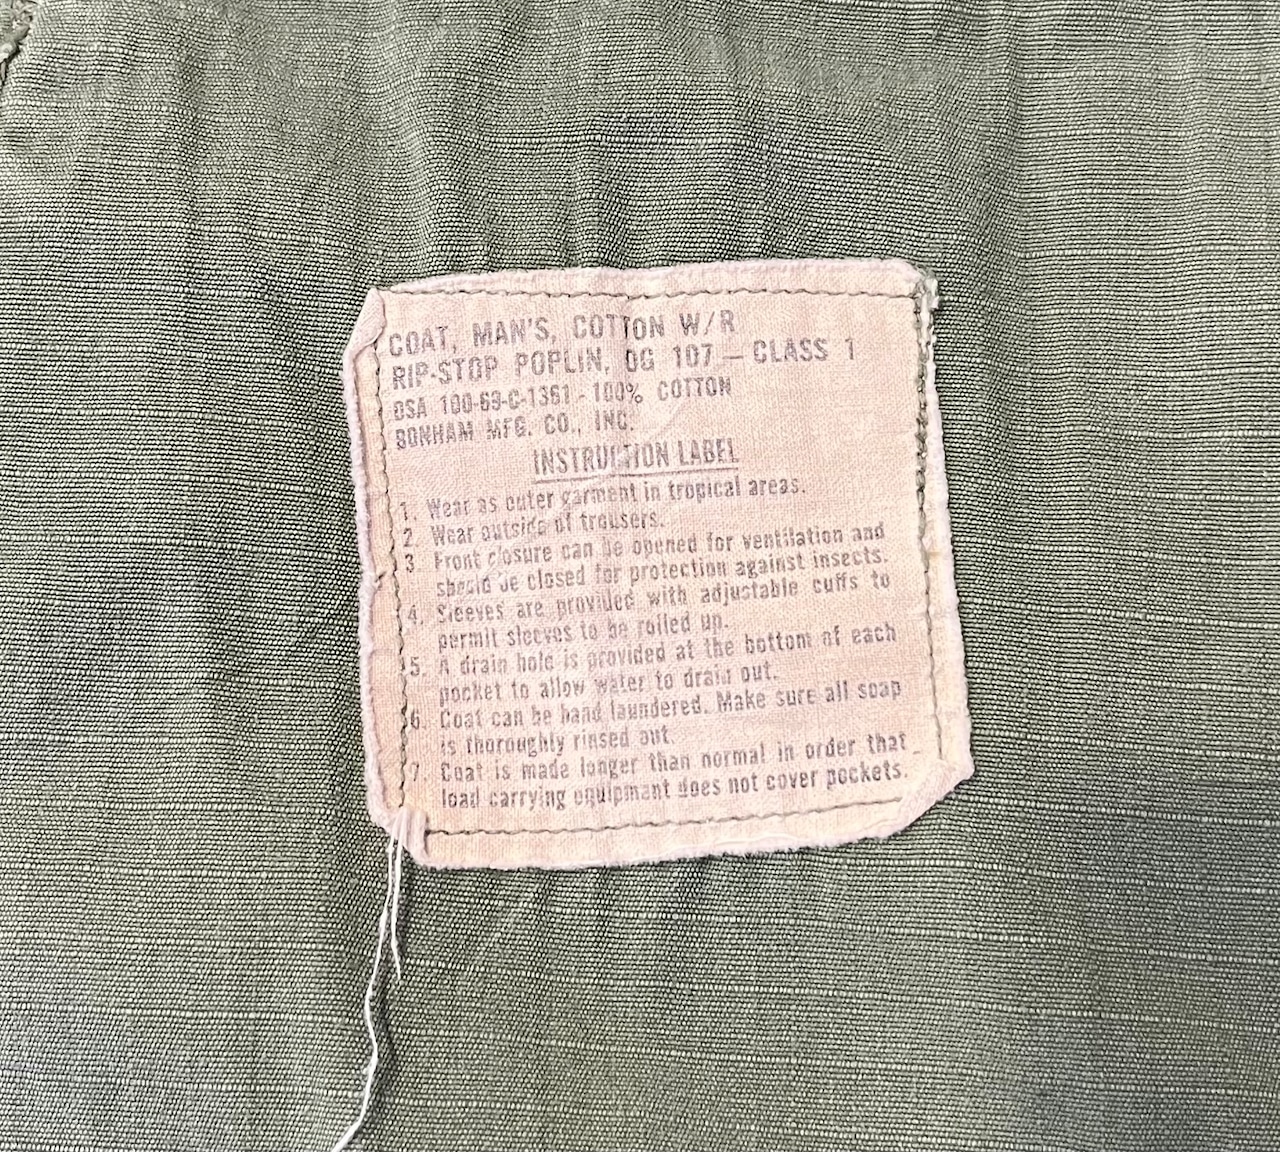 COAT, MAN'S, COTTON W/R
RIP-STOP POPLIN, OG 107 — CLASS 1
DSA 100-69-C-1361 - 100% COTTON
BONHAM MFG. CO., INC.
INSTRUCTION LABEL
1. Wear as outer garment in tropical areas.
2. Wear outside of trousers.
3. Front closure can be opened for ventilation and
should be closed for protection against insects.
4. Sleeves are provided with adjustable cuffs to
permit sleeves to be rolled up.
5. A drain hole is provided at the bottom of each
pocket to allow water to drain out.
6. Coat can be hand laundered. Make sure all soap
is thoroughly rinsed out.
7. Coat is made longer than normal in order that
load carrying equipment does not cover pockets.